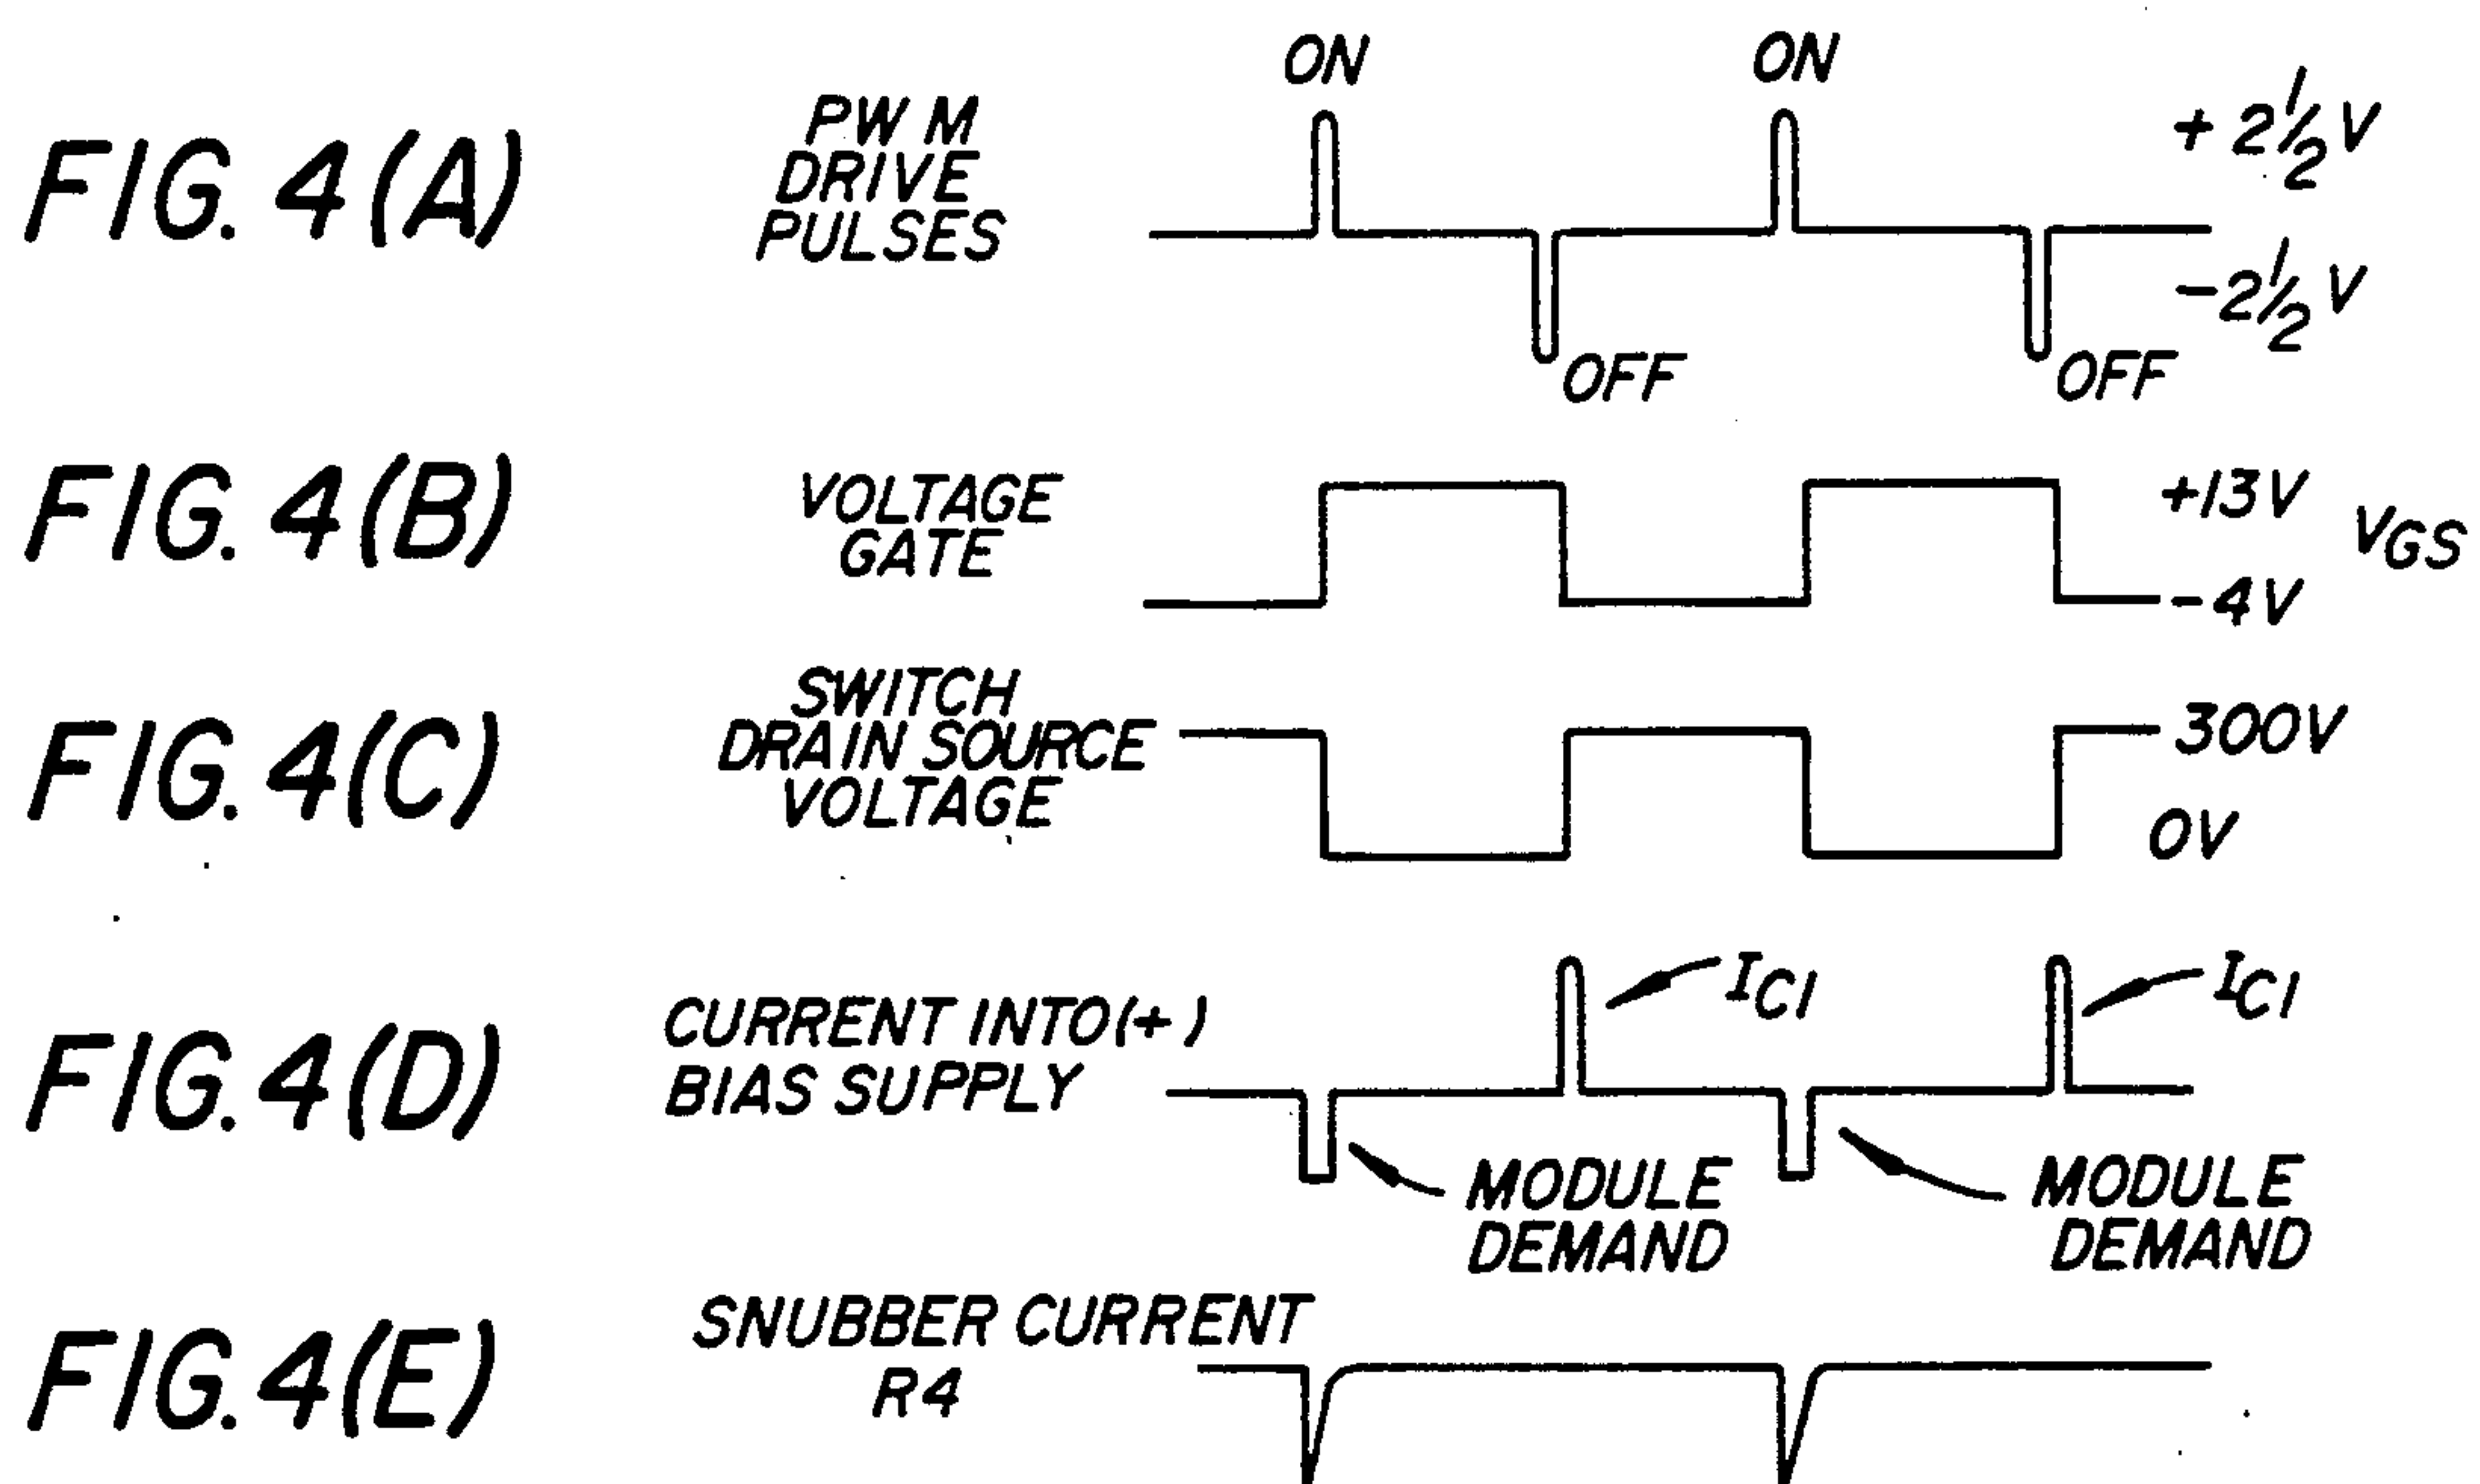 FIG. 4(A)
PWM
DRIVE
PULSES
ON
ON
+2½V
-2½V
OFF
OFF
FIG. 4(B)
VOLTAGE
GATE
+13V
VGS
-4V
FIG. 4(C)
SWITCH
DRAIN SOURCE
VOLTAGE
300V
0V
FIG. 4(D)
CURRENT INTO(+)
BIAS SUPPLY
IC1
IC1
MODULE
DEMAND
MODULE
DEMAND
FIG. 4(E)
SNUBBER CURRENT
R4